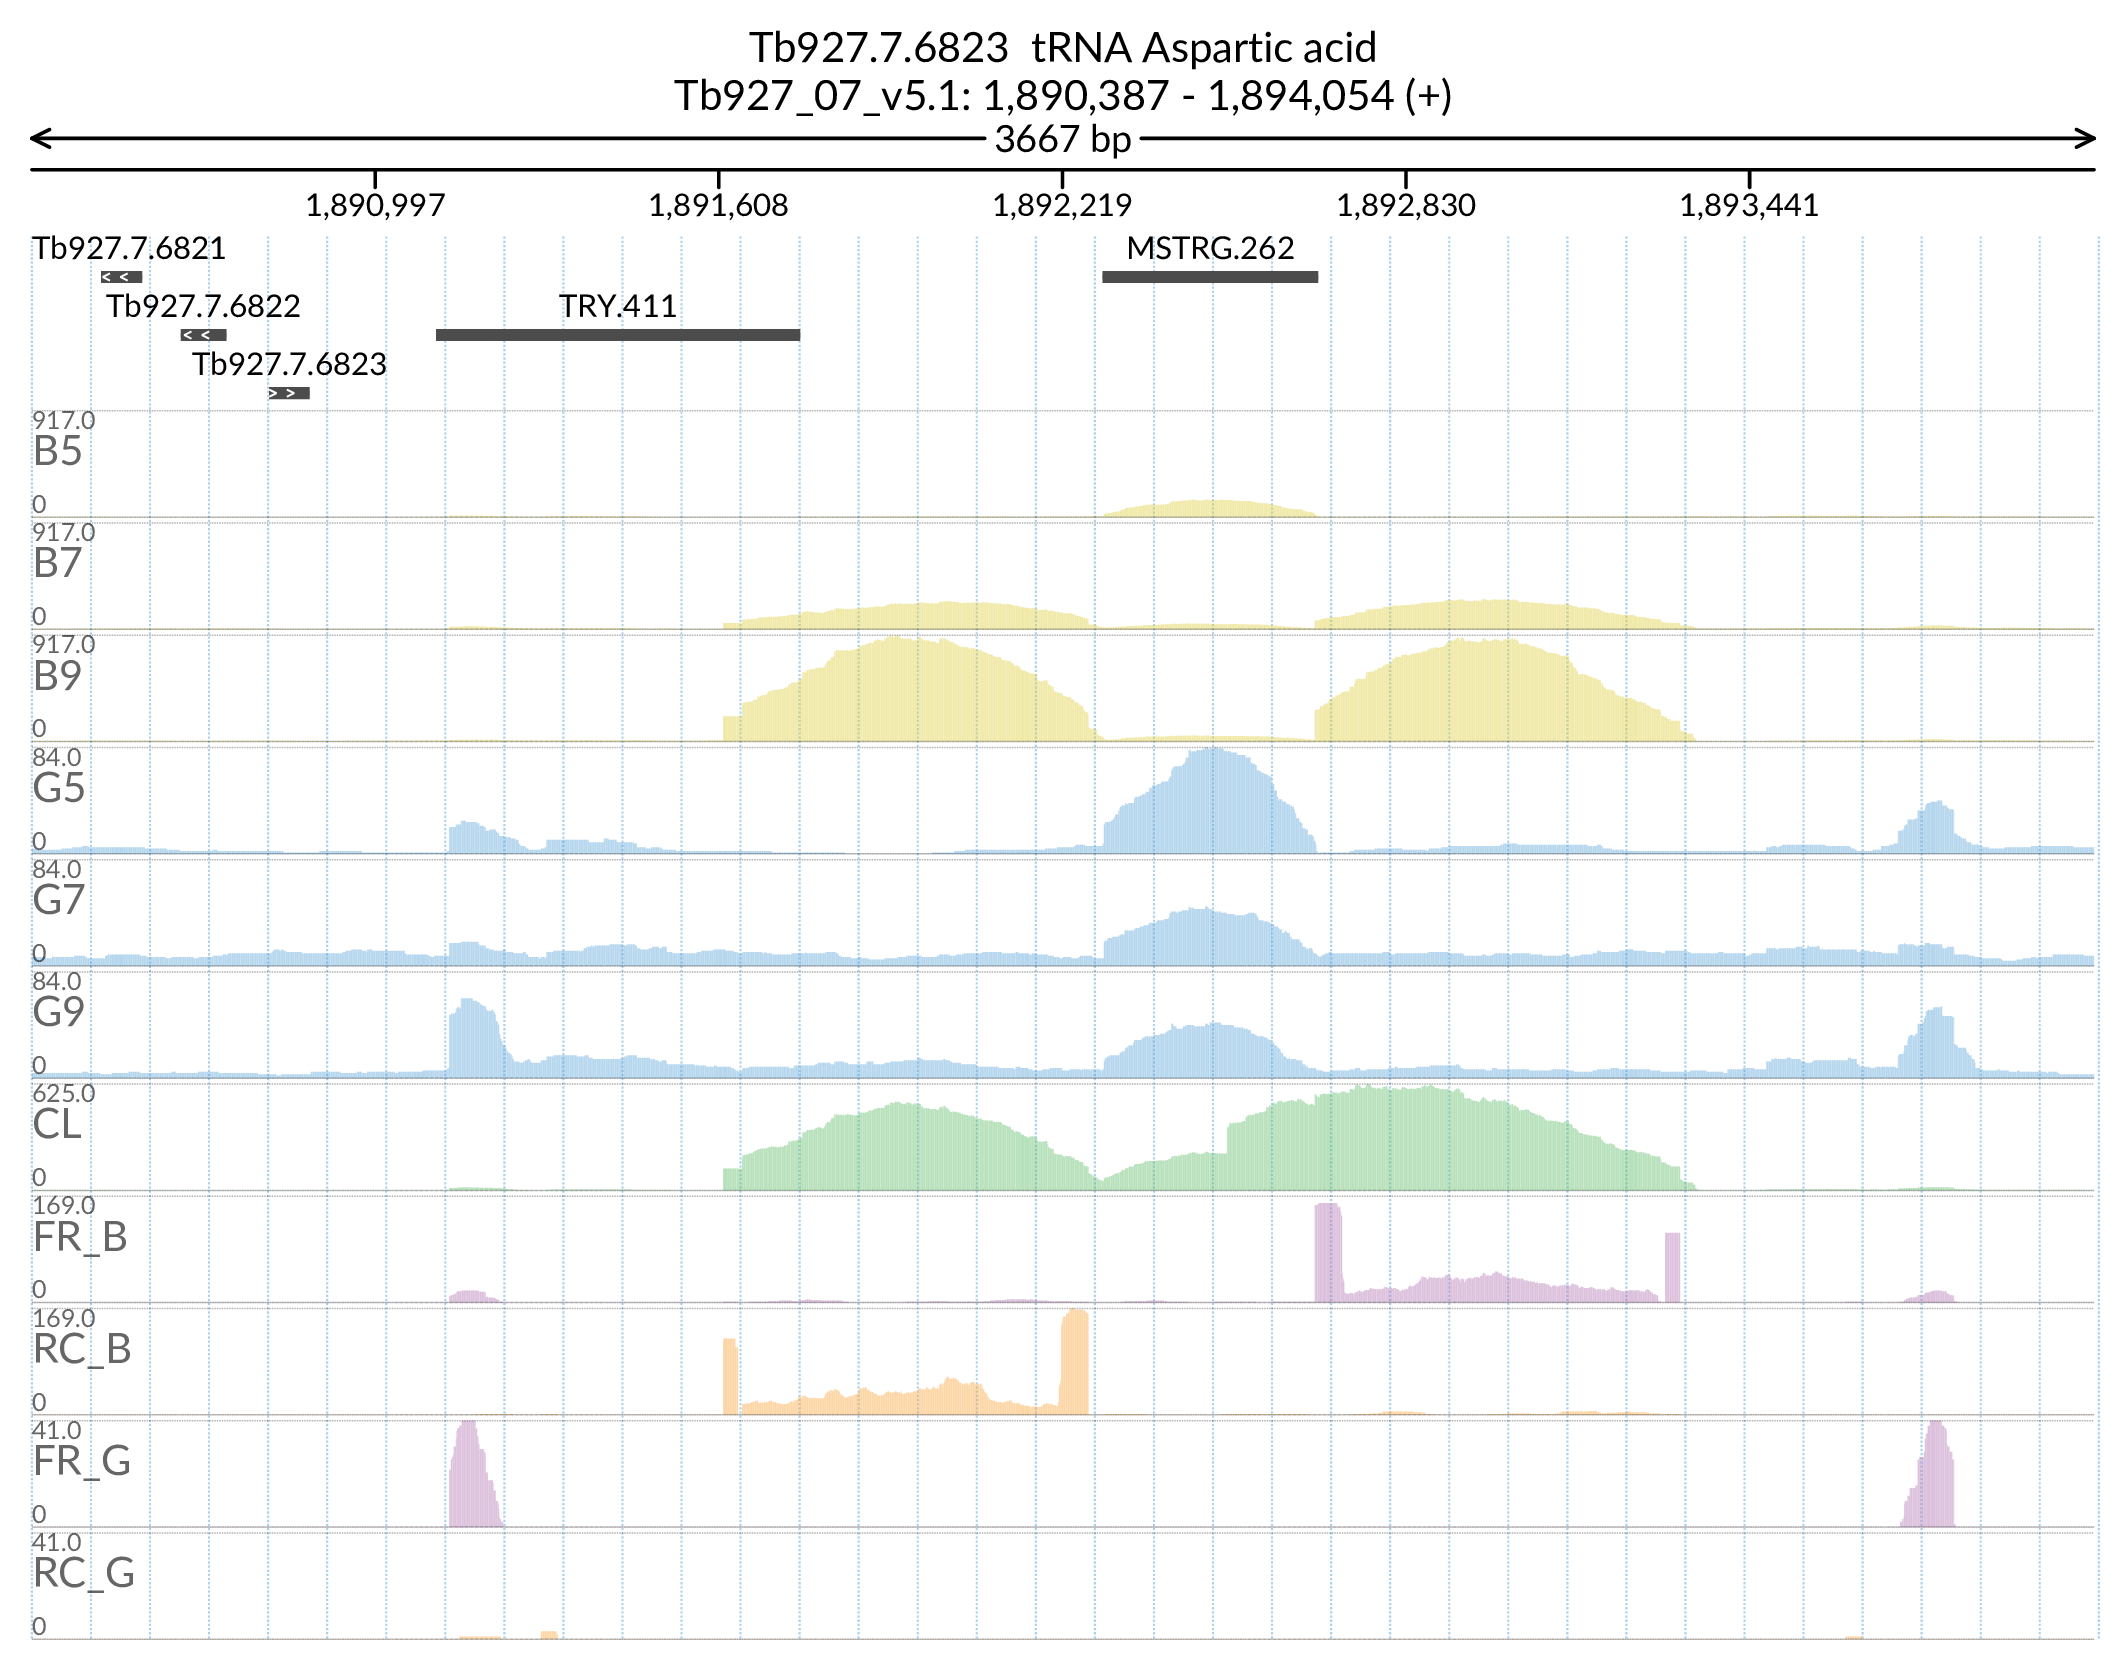 Tb927.7.6823 tRNA Aspartic acid
Tb927_07_v5.1: 1,890,387 - 1,894,054 (+)
3667 bp
1,890,997 1,891,608 1,892,219 1,892,830 1,893,441
Tb927.7.6821 MSTRG.262
< <
Tb927.7.6822 TRY.411
< <
Tb927.7.6823
> >
917.0
B5
0
917.0
B7
0
917.0
B9
0
84.0
G5
0
84.0
G7
0
84.0
G9
0
625.0
CL
0
169.0
FR_B
0
169.0
RC_B
0
41.0
FR_G
0
41.0
RC_G
0